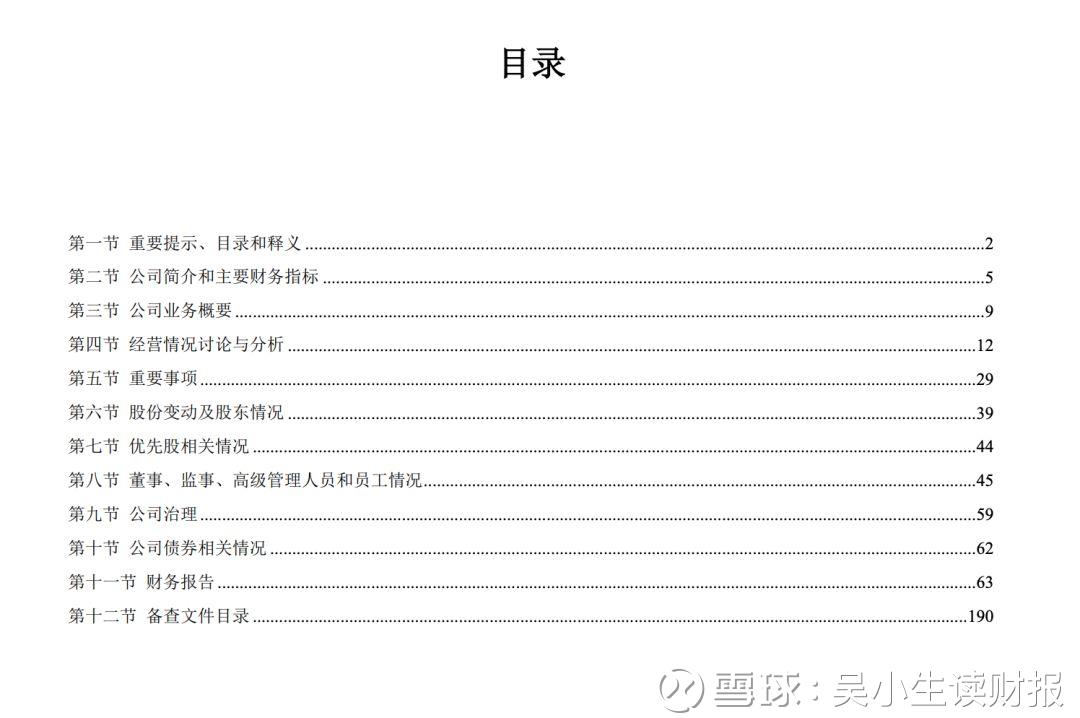 目录
第一节 重要提示、目录和释义 2
第二节 公司简介和主要财务指标 5
第三节 公司业务概要 9
第四节 经营情况讨论与分析 12
第五节 重要事项 29
第六节 股份变动及股东情况 39
第七节 优先股相关情况 44
第八节 董事、监事、高级管理人员和员工情况 45
第九节 公司治理 59
第十节 公司债券相关情况 62
第十一节 财务报告 63
第十二节 备查文件目录 190
雪球：吴小生读财报